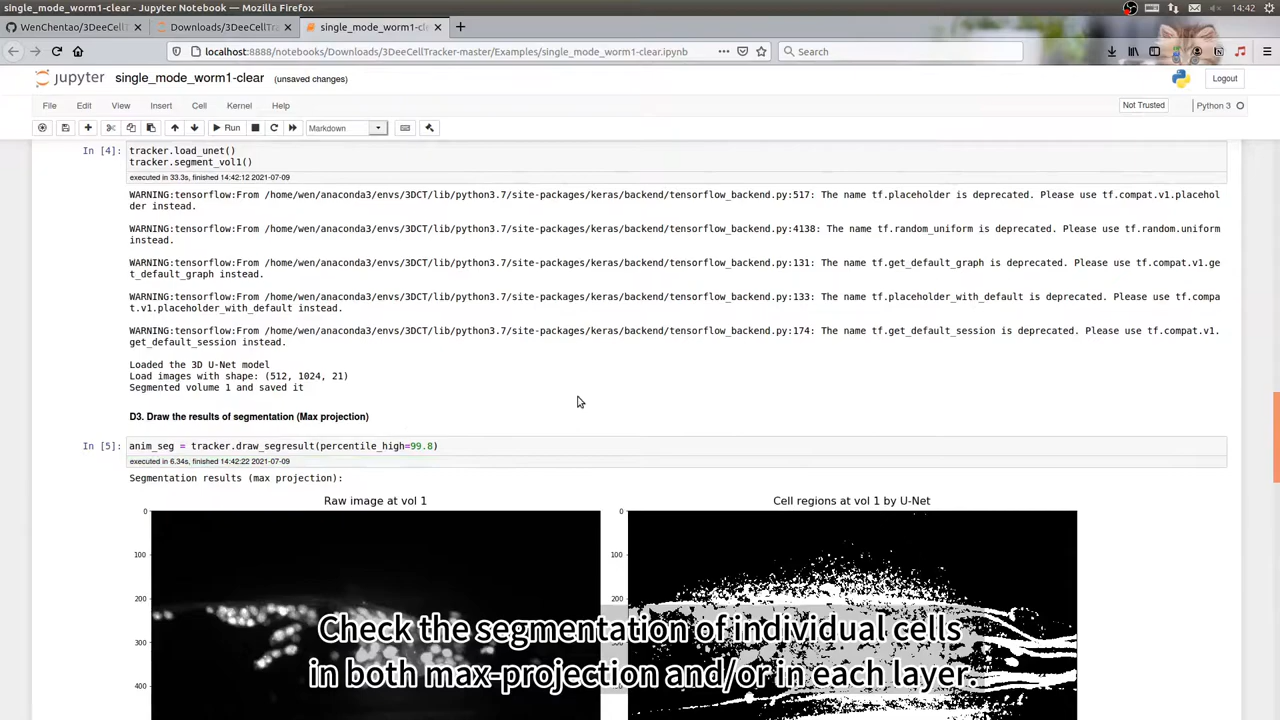 single_mode_worm1-clear - Jupyter Notebook — Mozilla Firefox
14:42
WenChentao/3DeeCellT
Downloads/3DeeCellTrack
single_mode_worm1-cle
localhost:8888/notebooks/Downloads/3DeeCellTracker-master/Examples/single_mode_worm1-clear.ipynb
Search
jupyter single_mode_worm1-clear (unsaved changes)
Logout
File Edit View Insert Cell Kernel Help
Not Trusted
Python 3
Run
Markdown
In [4]: tracker.load_unet()
tracker.segment_vol1()
executed in 33.3s, finished 14:42:12 2021-07-09
WARNING:tensorflow:From /home/wen/anaconda3/envs/3DCT/lib/python3.7/site-packages/keras/backend/tensorflow_backend.py:517: The name tf.placeholder is deprecated. Please use tf.compat.v1.placehol
der instead.
WARNING:tensorflow:From /home/wen/anaconda3/envs/3DCT/lib/python3.7/site-packages/keras/backend/tensorflow_backend.py:4138: The name tf.random_uniform is deprecated. Please use tf.random.uniform
instead.
WARNING:tensorflow:From /home/wen/anaconda3/envs/3DCT/lib/python3.7/site-packages/keras/backend/tensorflow_backend.py:131: The name tf.get_default_graph is deprecated. Please use tf.compat.v1.ge
t_default_graph instead.
WARNING:tensorflow:From /home/wen/anaconda3/envs/3DCT/lib/python3.7/site-packages/keras/backend/tensorflow_backend.py:133: The name tf.placeholder_with_default is deprecated. Please use tf.compa
t.v1.placeholder_with_default instead.
WARNING:tensorflow:From /home/wen/anaconda3/envs/3DCT/lib/python3.7/site-packages/keras/backend/tensorflow_backend.py:174: The name tf.get_default_session is deprecated. Please use tf.compat.v1.
get_default_session instead.
Loaded the 3D U-Net model
Load images with shape: (512, 1024, 21)
Segmented volume 1 and saved it
D3. Draw the results of segmentation (Max projection)
In [5]: anim_seg = tracker.draw_segresult(percentile_high=99.8)
executed in 6.34s, finished 14:42:22 2021-07-09
Segmentation results (max projection):
Raw image at vol 1
Cell regions at vol 1 by U-Net
0
100
200
300
400
0
100
200
300
400
Check the segmentation of individual cells
in both max-projection and/or in each layer.